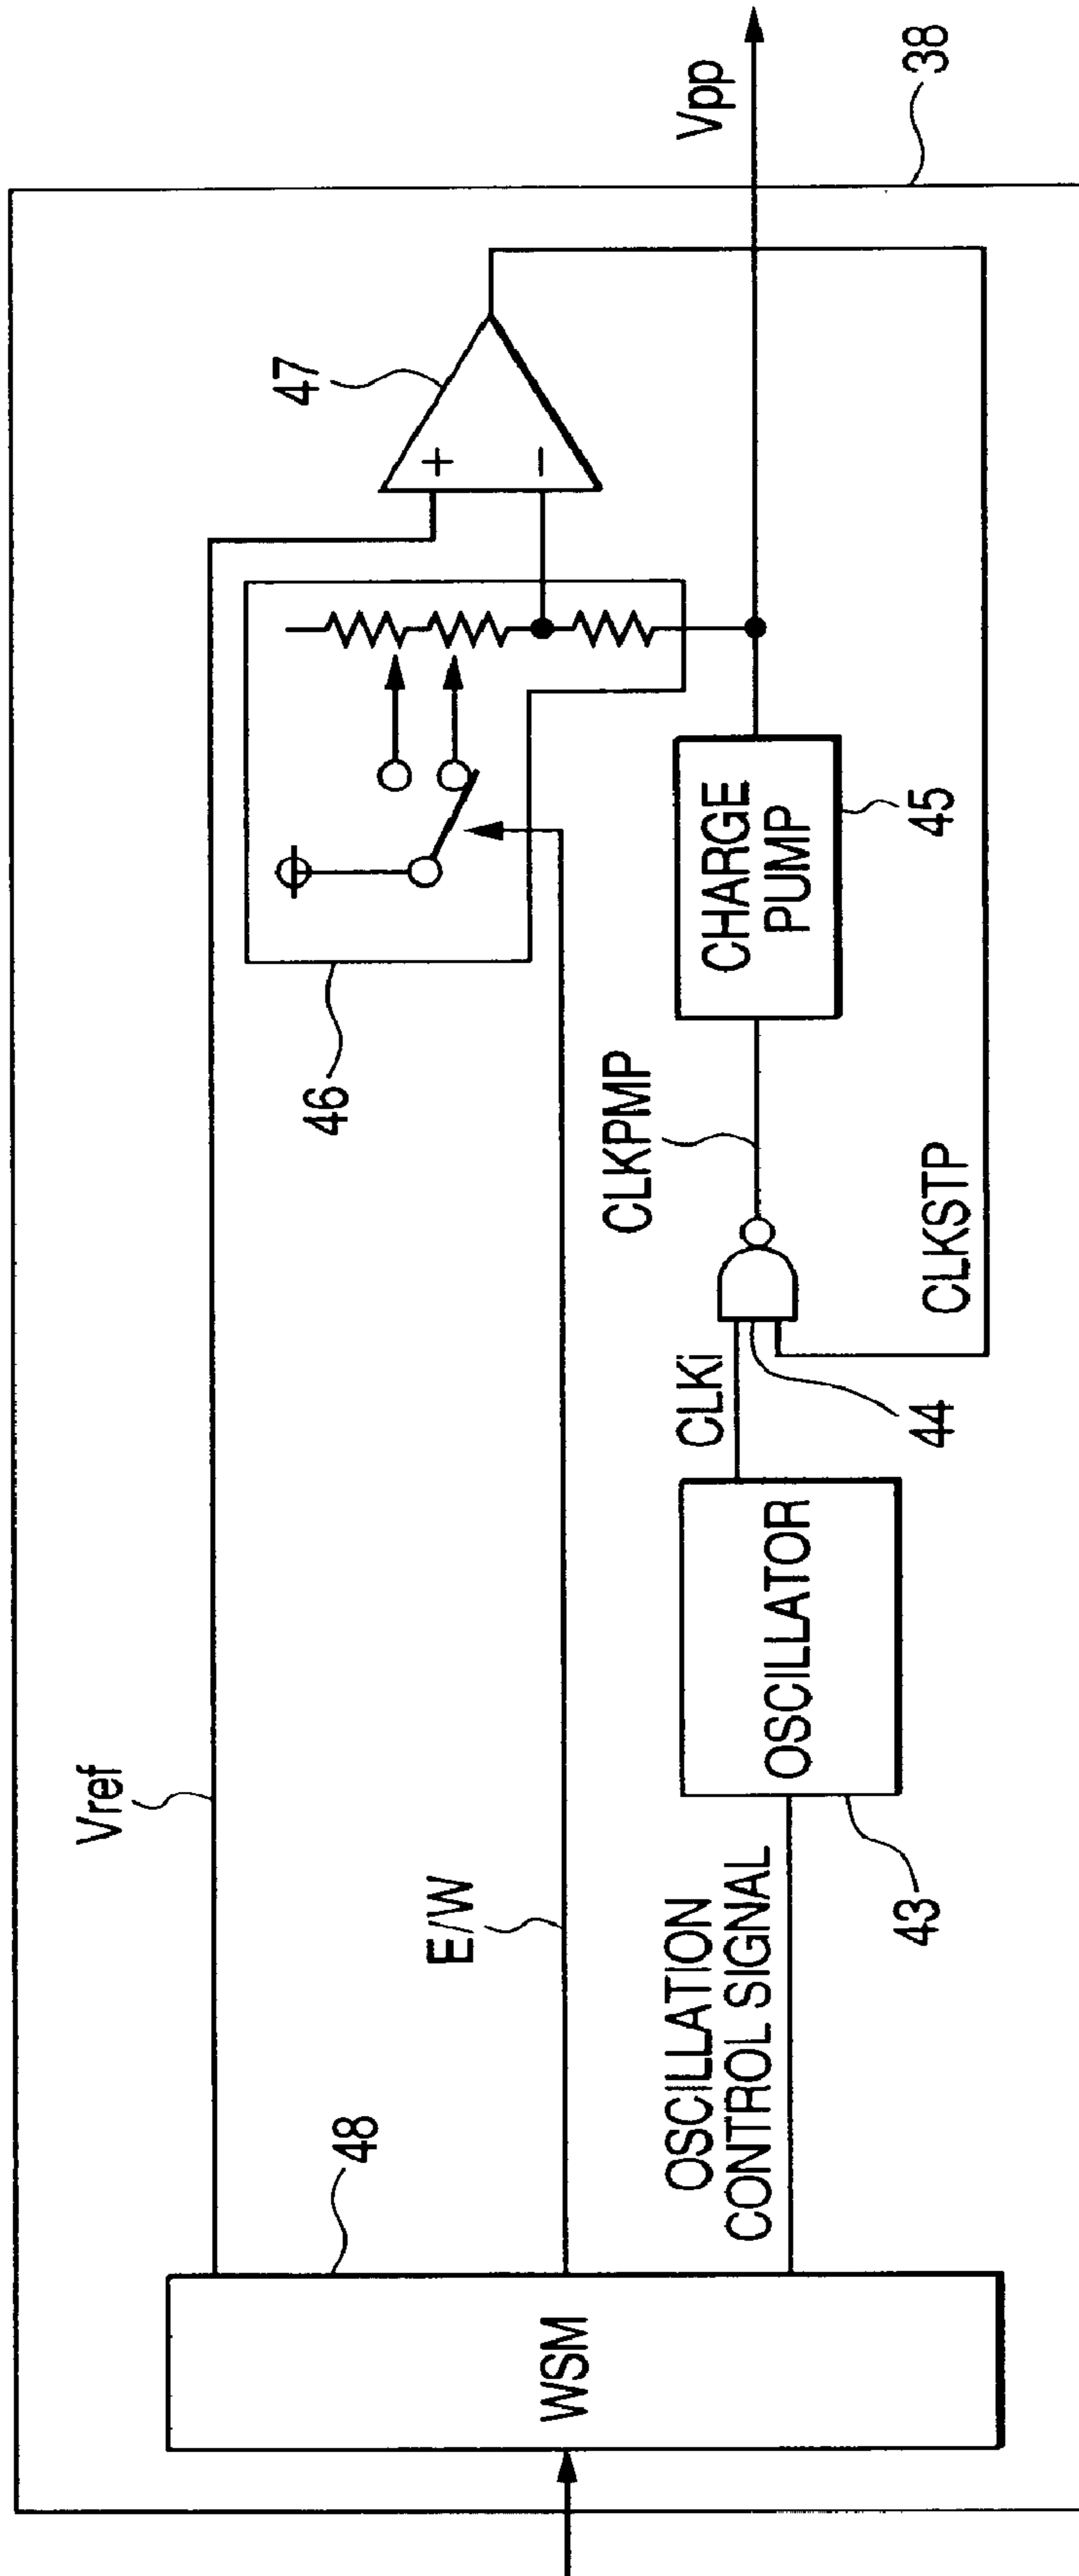 38
Vref
47
Vpp
46
E/W
48
WSM
CLKPMP
OSCILLATION
CONTROL SIGNAL
OSCILLATOR
CLKi
CHARGE
PUMP
43
44
CLKSTP
45
+
−